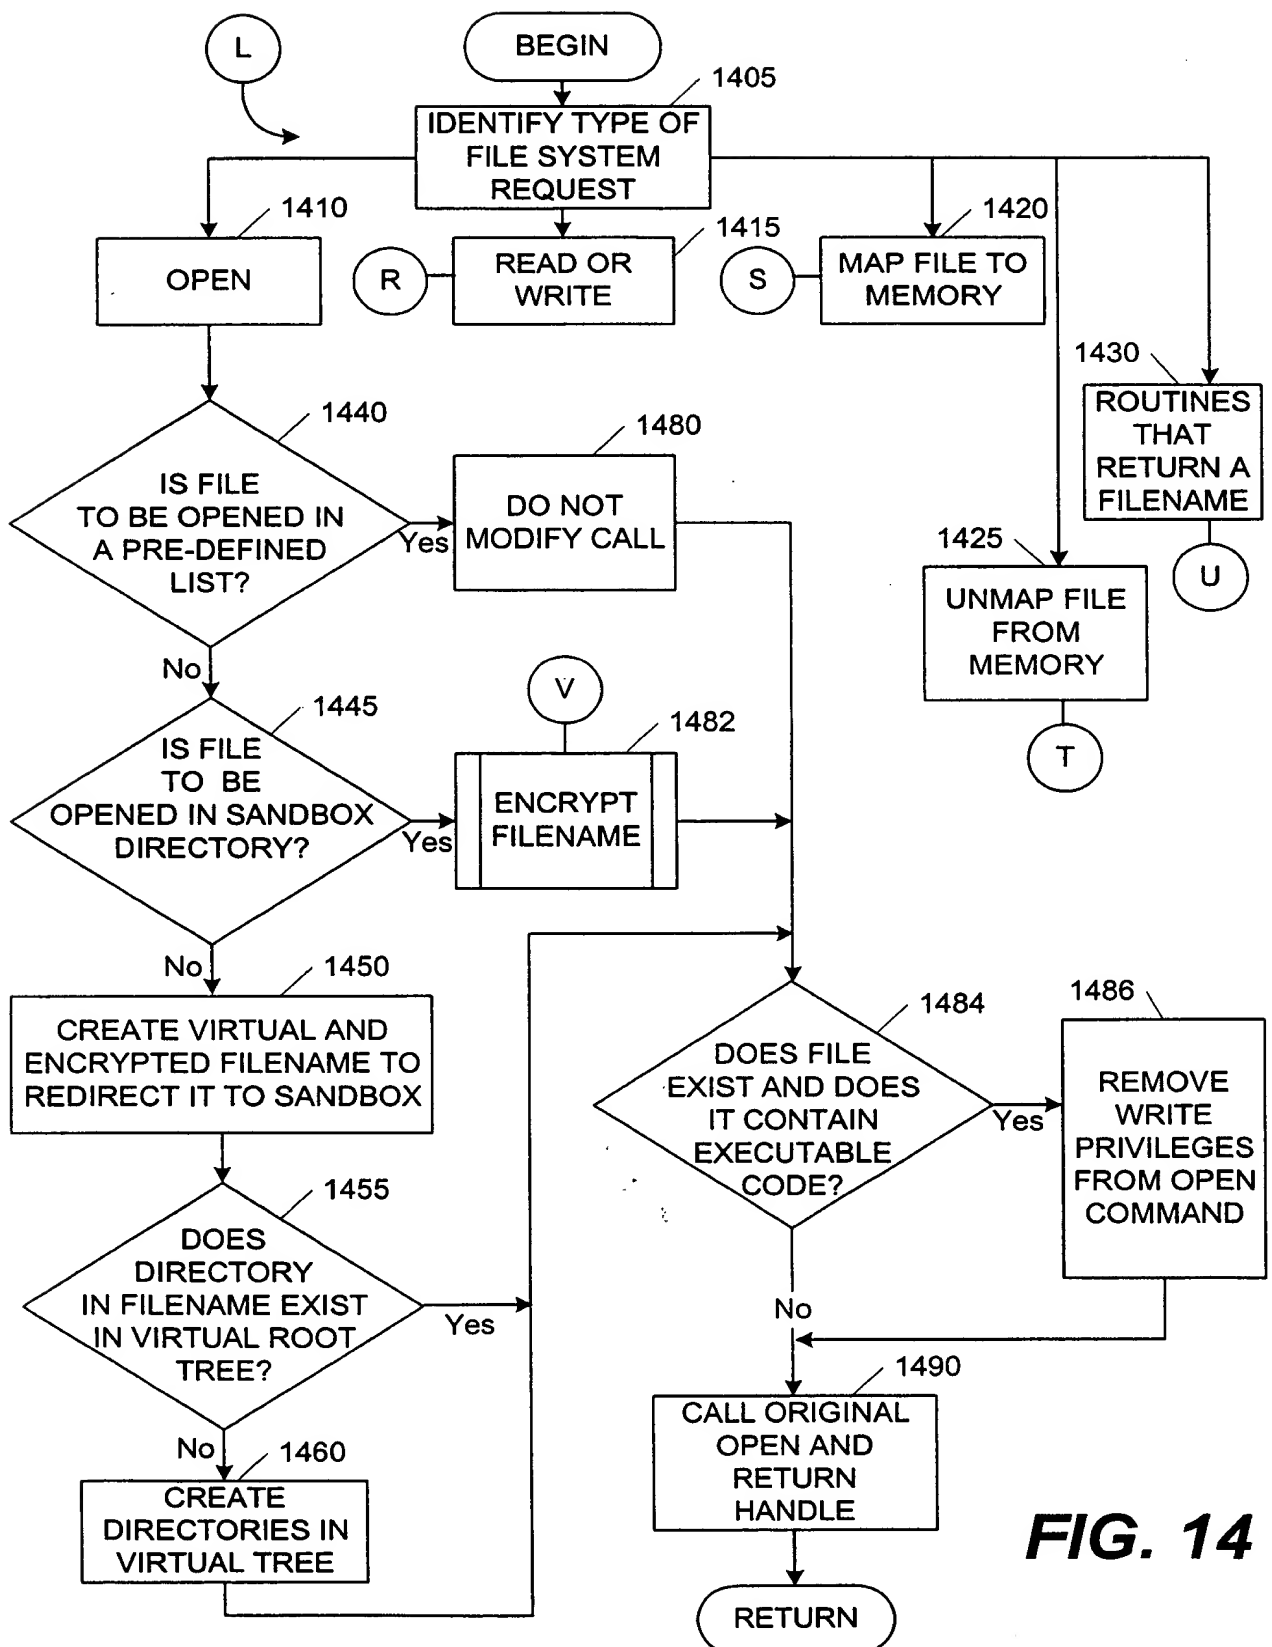 L
BEGIN
1405
IDENTIFY TYPE OF
FILE SYSTEM
REQUEST
1410
OPEN
R
1415
READ OR
WRITE
S
1420
MAP FILE TO
MEMORY
1430
ROUTINES
THAT
RETURN A
FILENAME
U
1425
UNMAP FILE
FROM
MEMORY
T
1440
IS FILE
TO BE OPENED IN
A PRE-DEFINED
LIST?
Yes
No
1480
DO NOT
MODIFY CALL
1445
IS FILE
TO BE
OPENED IN SANDBOX
DIRECTORY?
Yes
No
V
1482
ENCRYPT
FILENAME
1450
CREATE VIRTUAL AND
ENCRYPTED FILENAME TO
REDIRECT IT TO SANDBOX
1455
DOES
DIRECTORY
IN FILENAME EXIST
IN VIRTUAL ROOT
TREE?
Yes
No
1460
CREATE
DIRECTORIES IN
VIRTUAL TREE
1484
DOES FILE
EXIST AND DOES
IT CONTAIN
EXECUTABLE
CODE?
Yes
No
1486
REMOVE
WRITE
PRIVILEGES
FROM OPEN
COMMAND
1490
CALL ORIGINAL
OPEN AND
RETURN
HANDLE
RETURN
FIG. 14